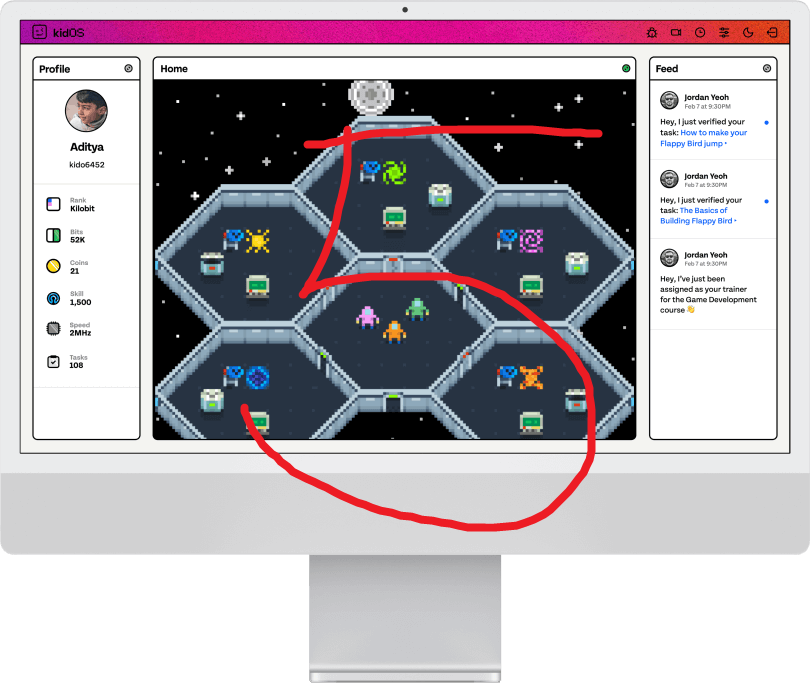 kidOS
Profile
Aditya
kido6452
Rank
Kilobit
Bits
52K
Coins
21
Skill
1,500
Speed
2MHz
Tasks
108
Home
5
Feed
Jordan Yeoh
Feb 7 at 9:30PM
Hey, I just verified your
task: How to make your
Flappy Bird jump •
Jordan Yeoh
Feb 7 at 9:30PM
Hey, I just verified your
task: The Basics of
Building Flappy Bird •
Jordan Yeoh
Feb 7 at 9:30PM
Hey, I've just been
assigned as your trainer
for the Game Development
course 👋